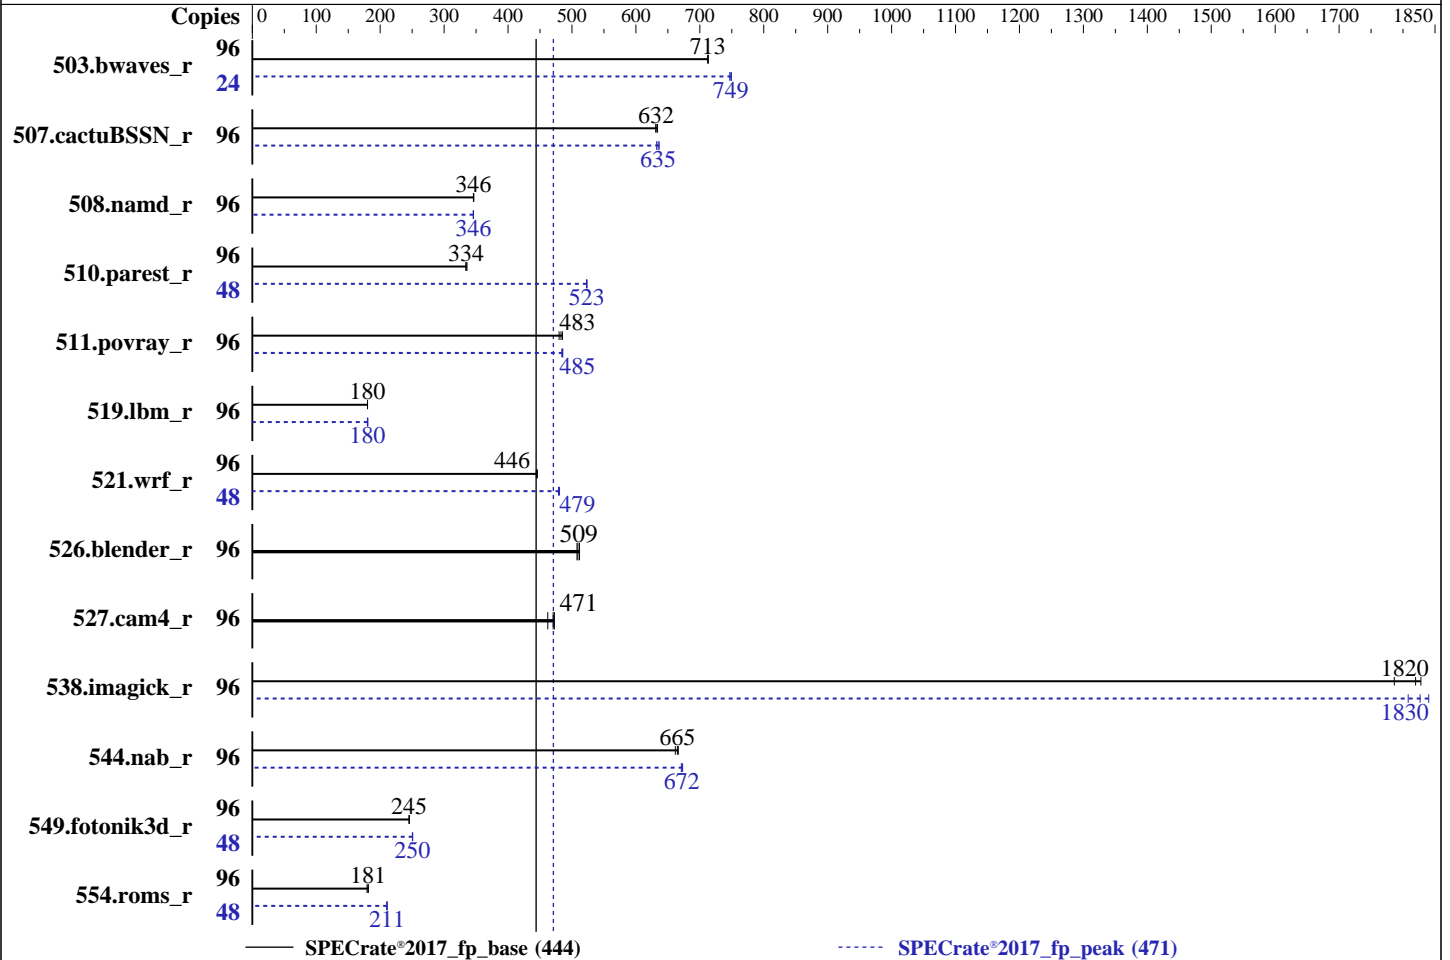 Copies 0 100 200 300 400 500 600 700 800 900 1000 1100 1200 1300 1400 1500 1600 1700 1850
503.bwaves_r 96 713
24 749
507.cactuBSSN_r 96 632
635
508.namd_r 96 346
346
510.parest_r 96 334
48 523
511.povray_r 96 483
485
519.lbm_r 96 180
180
521.wrf_r 96 446
48 479
526.blender_r 96 509
527.cam4_r 96 471
538.imagick_r 96 1820
1830
544.nab_r 96 665
672
549.fotonik3d_r 96 245
48 250
554.roms_r 96 181
48 211
SPECrate®2017_fp_base (444) SPECrate®2017_fp_peak (471)